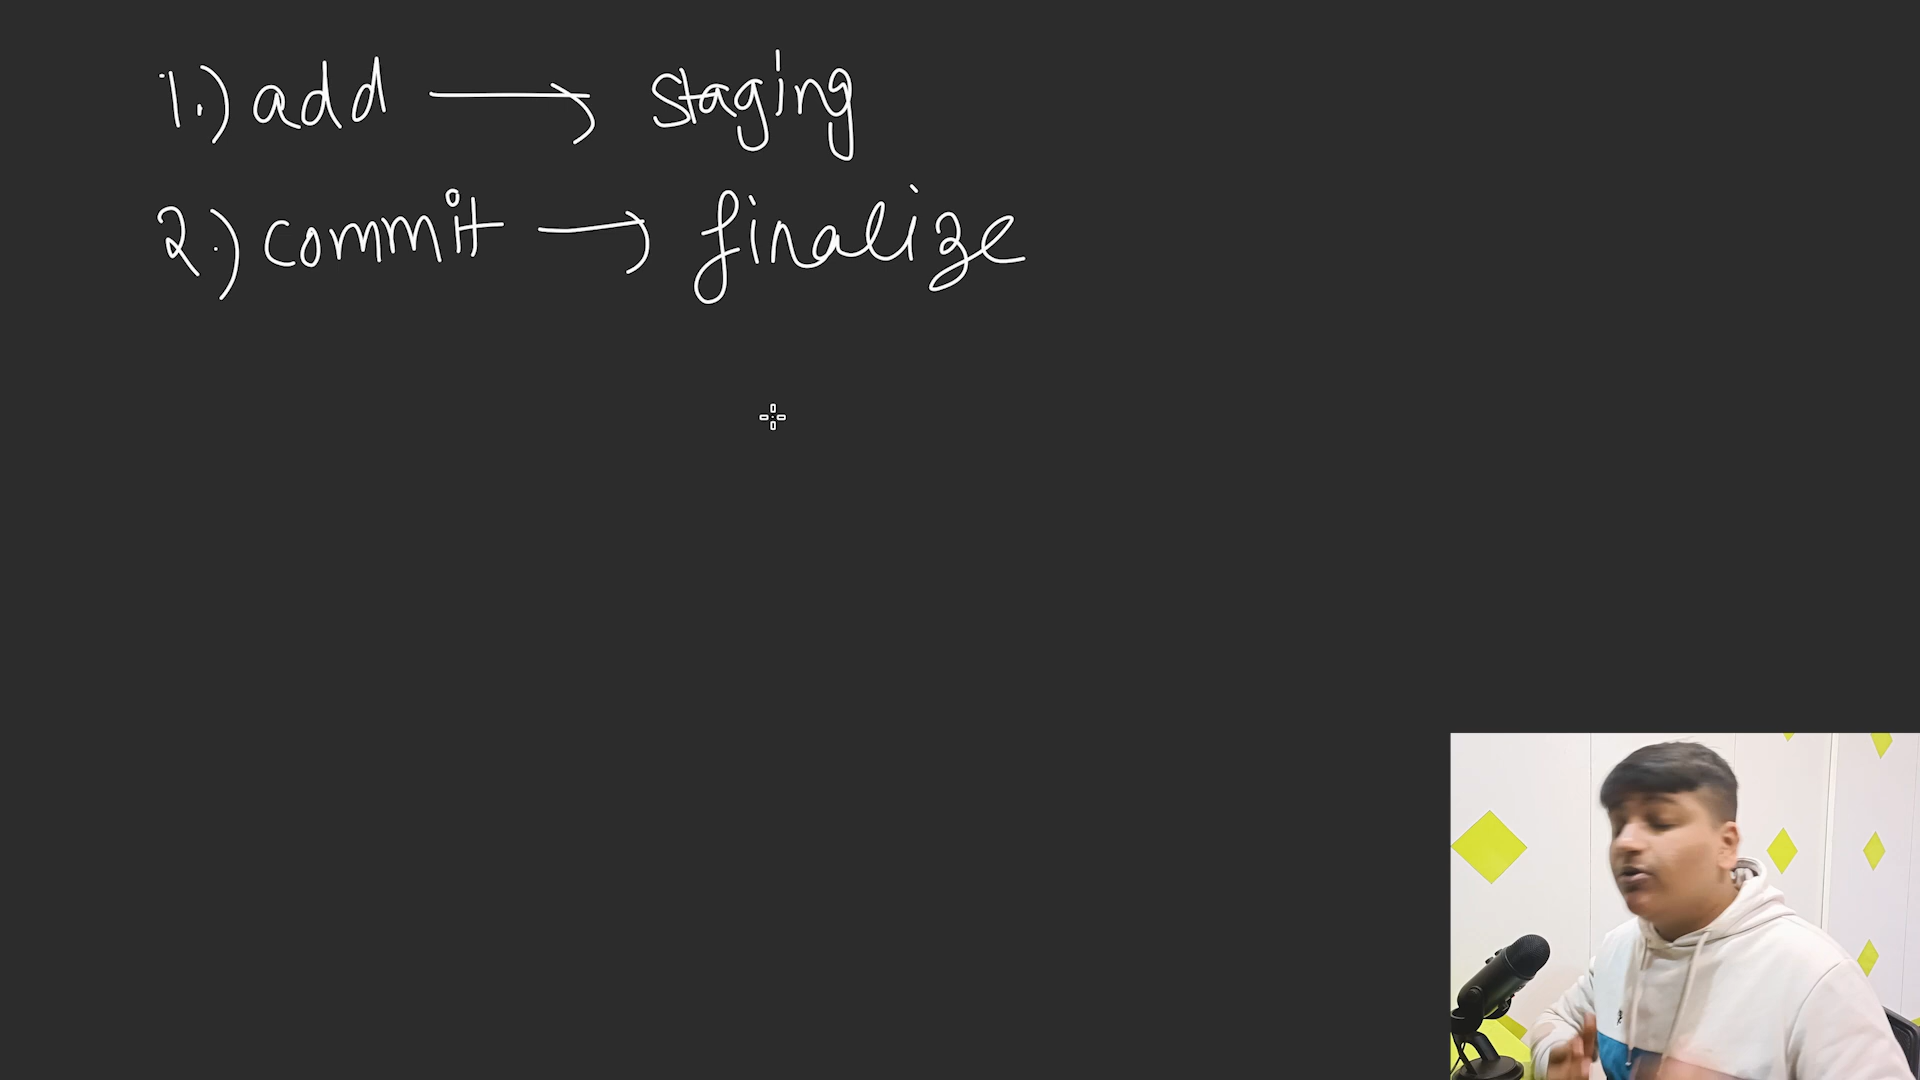 1.) add → staging
2.) commit → finalize